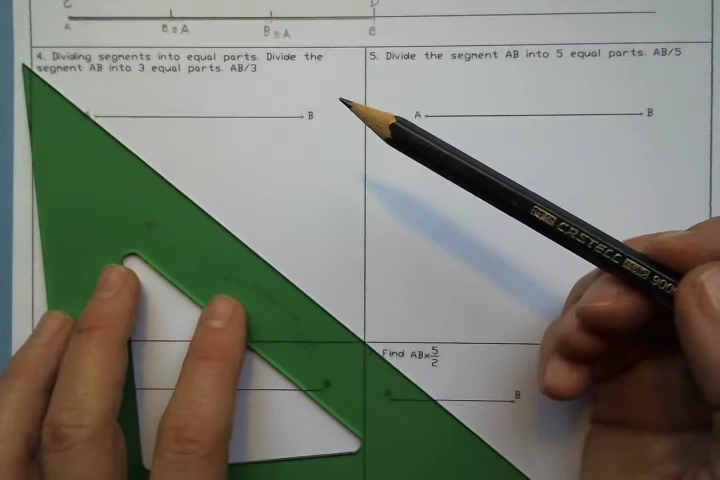 C D
A B≡A B≡A B
4. Dividing segments into equal parts. Divide the
segment AB into 3 equal parts. AB/3
5. Divide the segment AB into 5 equal parts. AB/5
A B
A B
CASTELL 9000
Find AB×5/2
B
A B